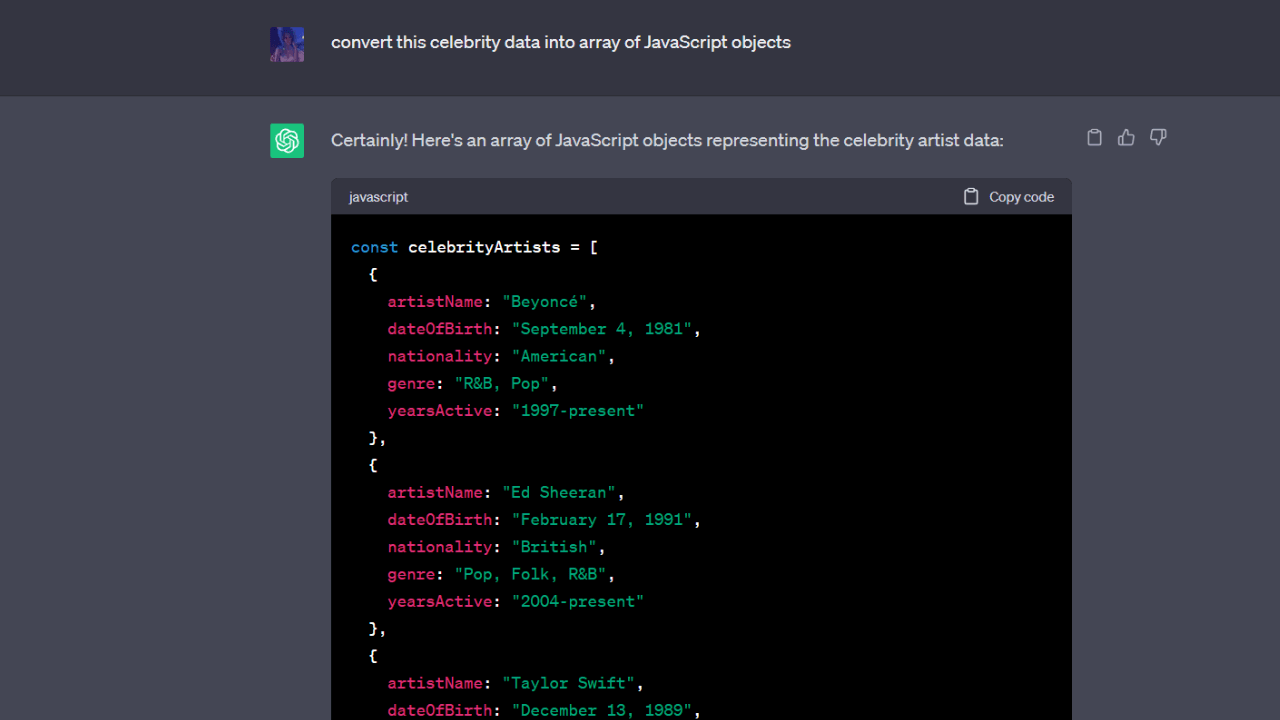 convert this celebrity data into array of JavaScript objects
Certainly! Here's an array of JavaScript objects representing the celebrity artist data:
javascript
Copy code
const celebrityArtists = [
{
artistName: "Beyoncé",
dateOfBirth: "September 4, 1981",
nationality: "American",
genre: "R&B, Pop",
yearsActive: "1997-present"
},
{
artistName: "Ed Sheeran",
dateOfBirth: "February 17, 1991",
nationality: "British",
genre: "Pop, Folk, R&B",
yearsActive: "2004-present"
},
{
artistName: "Taylor Swift",
dateOfBirth: "December 13, 1989",